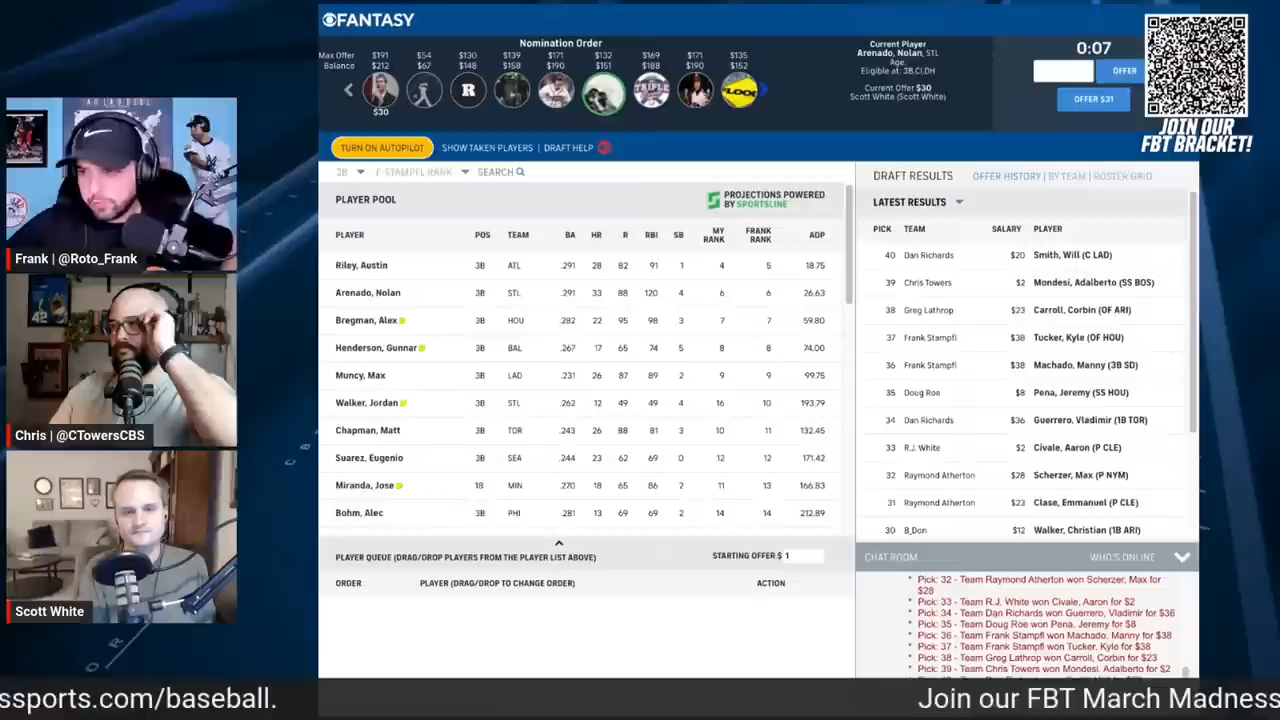 FANTASY
Nomination Order
Max Offer $191 $54 $130 $139 $171 $132 $169 $171 $135
Balance $212 $67 $148 $158 $190 $151 $188 $190 $152
R
TRIPLE
$30
Current Player
Arenado, Nolan, STL
Age:
Eligible at: 3B,CI,DH
Current Offer $30
Scott White (Scott White)
0:07
OFFER
OFFER $31
JOIN OUR
FBT BRACKET!
TURN ON AUTOPILOT
SHOW TAKEN PLAYERS | DRAFT HELP
3B
F STAMPFL RANK
SEARCH
PLAYER POOL
PROJECTIONS POWERED
BY SPORTSLINE
PLAYER POS TEAM BA HR R RBI SB MY RANK FRANK RANK ADP
Riley, Austin 3B ATL .291 28 82 91 1 4 5 18.75
Arenado, Nolan 3B STL .291 33 88 120 4 6 6 26.63
Bregman, Alex 3B HOU .282 22 95 98 3 7 7 59.80
Henderson, Gunnar 3B BAL .267 17 65 74 5 8 8 74.00
Muncy, Max 3B LAD .231 26 87 89 2 9 9 99.75
Walker, Jordan 3B STL .262 12 49 49 4 16 10 193.79
Chapman, Matt 3B TOR .243 26 88 81 3 10 11 132.45
Suarez, Eugenio 3B SEA .244 23 62 69 0 12 12 171.42
Miranda, Jose 1B MIN .270 18 65 86 2 11 13 166.83
Bohm, Alec 3B PHI .281 13 69 69 2 14 14 212.89
PLAYER QUEUE (DRAG/DROP PLAYERS FROM THE PLAYER LIST ABOVE)
STARTING OFFER $ 1
ORDER PLAYER (DRAG/DROP TO CHANGE ORDER) ACTION
DRAFT RESULTS
OFFER HISTORY | BY TEAM | ROSTER GRID
LATEST RESULTS
PICK TEAM SALARY PLAYER
40 Dan Richards $20 Smith, Will (C LAD)
39 Chris Towers $2 Mondesi, Adalberto (SS BOS)
38 Greg Lathrop $23 Carroll, Corbin (OF ARI)
37 Frank Stampfl $38 Tucker, Kyle (OF HOU)
36 Frank Stampfl $38 Machado, Manny (3B SD)
35 Doug Roe $8 Pena, Jeremy (SS HOU)
34 Dan Richards $36 Guerrero, Vladimir (1B TOR)
33 R.J. White $2 Civale, Aaron (P CLE)
32 Raymond Atherton $28 Scherzer, Max (P NYM)
31 Raymond Atherton $23 Clase, Emmanuel (P CLE)
30 B_Don $12 Walker, Christian (1B ARI)
CHAT ROOM
WHO'S ONLINE
* Pick: 32 - Team Raymond Atherton won Scherzer, Max for
$28
* Pick: 33 - Team R.J. White won Civale, Aaron for $2
* Pick: 34 - Team Dan Richards won Guerrero, Vladimir for $36
* Pick: 35 - Team Doug Roe won Pena, Jeremy for $8
* Pick: 36 - Team Frank Stampfl won Machado, Manny for $38
* Pick: 37 - Team Frank Stampfl won Tucker, Kyle for $38
* Pick: 38 - Team Greg Lathrop won Carroll, Corbin for $23
* Pick: 39 - Team Chris Towers won Mondesi, Adalberto for $2
Frank | @Roto_Frank
Chris | @CTowersCBS
Scott White
ssports.com/baseball.
Join our FBT March Madness